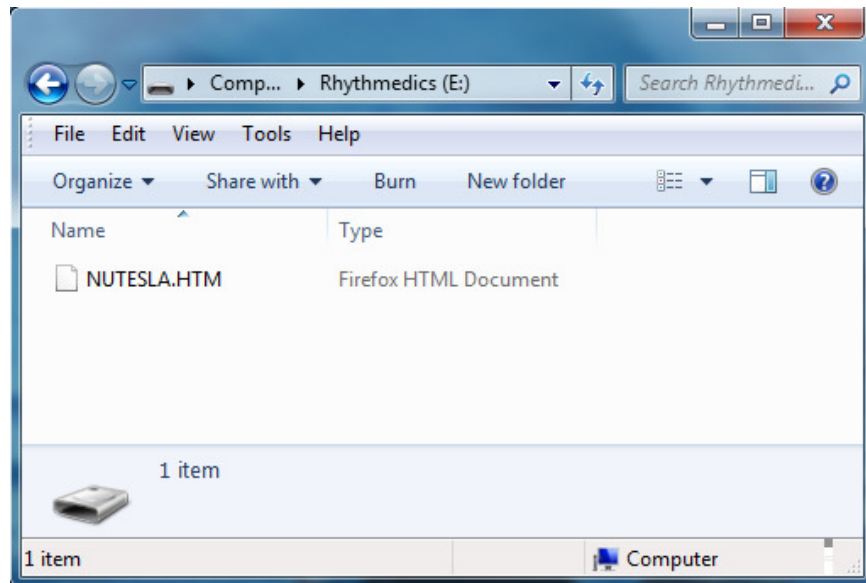 Comp... Rhythmedics (E:) Search Rhythmedi...
File Edit View Tools Help
Organize Share with Burn New folder
Name Type
NUTESLA.HTM Firefox HTML Document
1 item
1 item Computer